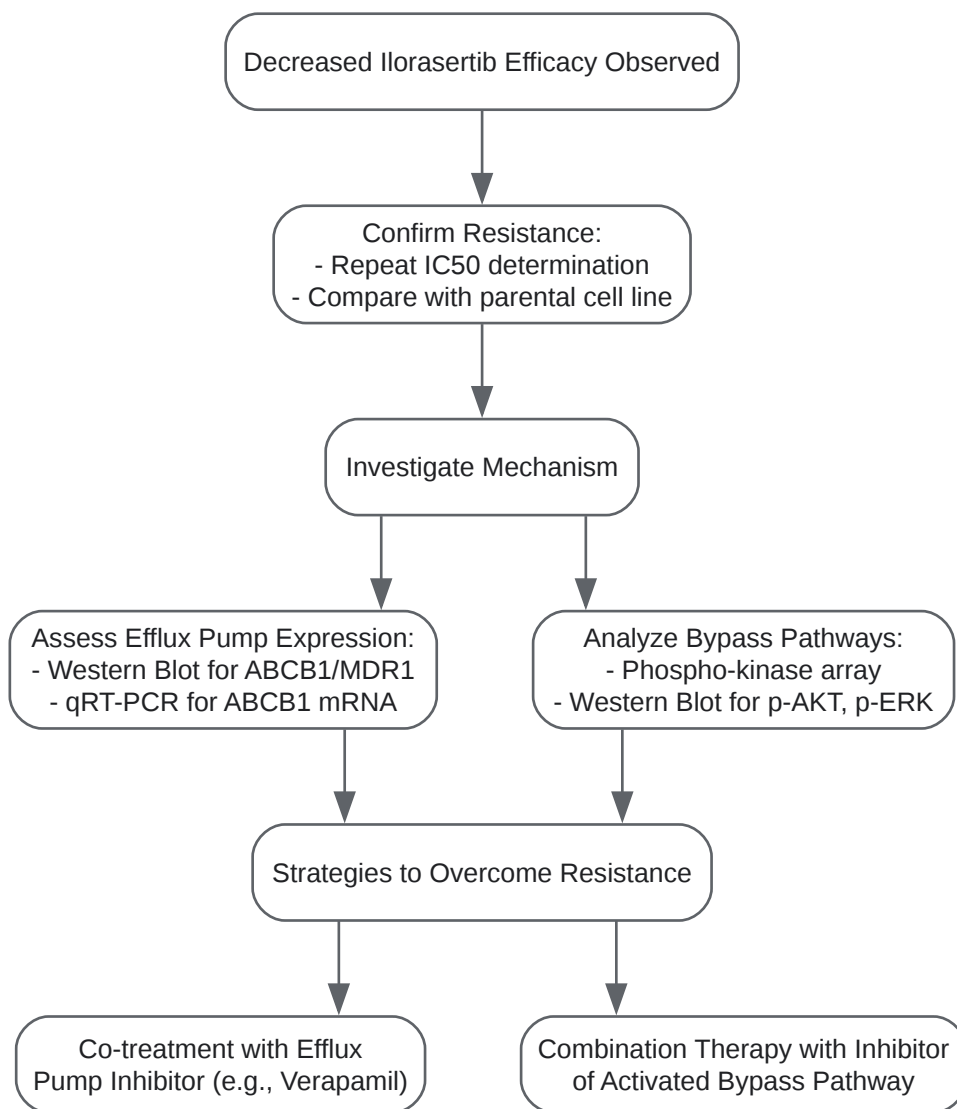 Decreased Ilorasertib Efficacy Observed
Confirm Resistance:
- Repeat IC50 determination
- Compare with parental cell line
Investigate Mechanism
Assess Efflux Pump Expression:
- Western Blot for ABCB1/MDR1
- qRT-PCR for ABCB1 mRNA
Analyze Bypass Pathways:
- Phospho-kinase array
- Western Blot for p-AKT, p-ERK
Strategies to Overcome Resistance
Co-treatment with Efflux
Pump Inhibitor (e.g., Verapamil)
Combination Therapy with Inhibitor
of Activated Bypass Pathway